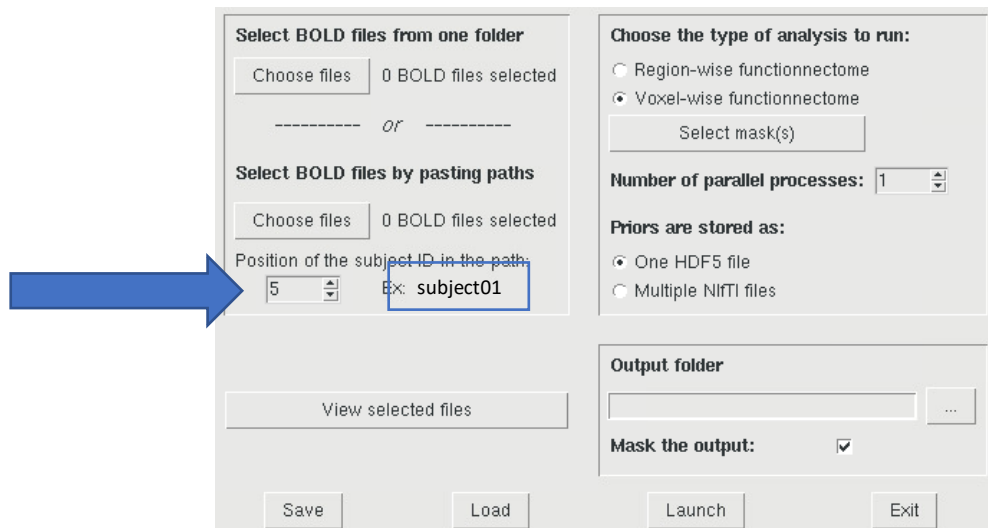 Select BOLD files from one folder
Choose files
0 BOLD files selected
---------- or ----------
Select BOLD files by pasting paths
Choose files
0 BOLD files selected
Position of the subject ID in the path:
5
Ex: subject01
View selected files
Choose the type of analysis to run:
Region-wise functionnectome
Voxel-wise functionnectome
Select mask(s)
Number of parallel processes: 1
Priors are stored as:
One HDF5 file
Multiple NIfTI files
Output folder
...
Mask the output:
Save
Load
Launch
Exit